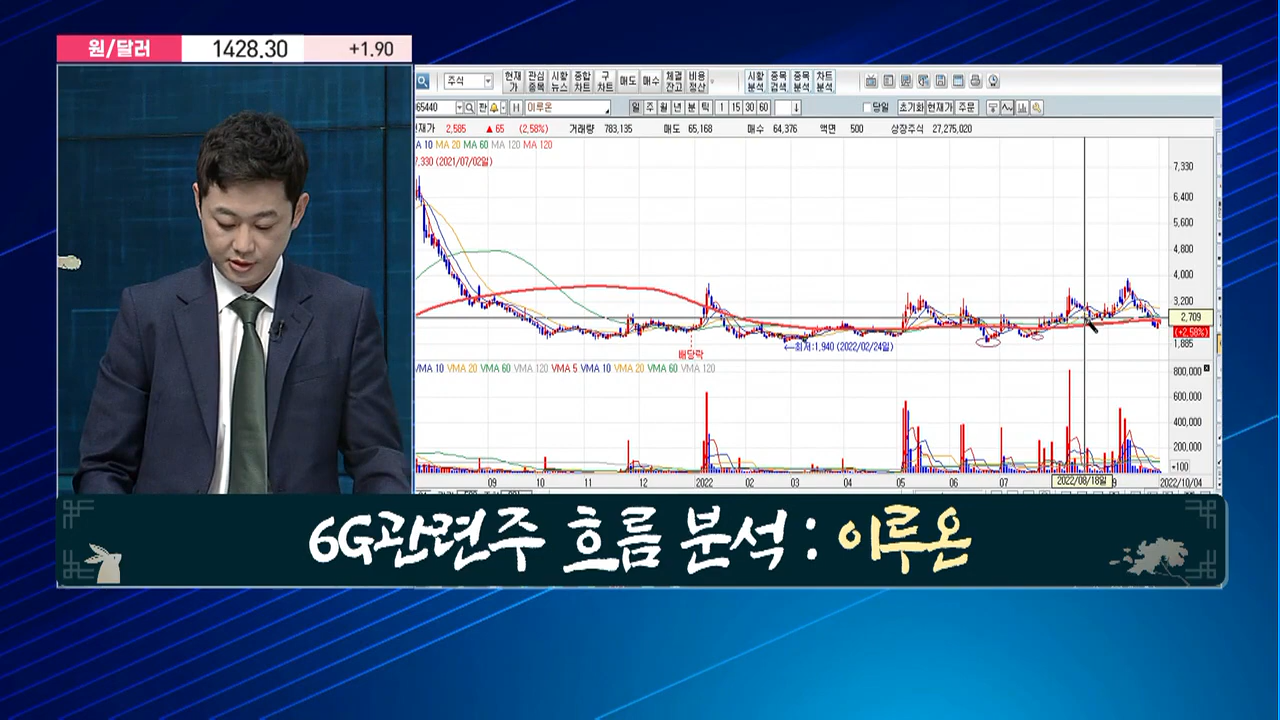 원/달러 1428.30 +1.90
주식 현재가 관심종목 시황뉴스 종합차트 구차트 매도 매수 체결잔고 비용정산 시황분석 종목검색 종목분석 차트분석
65440 관 H 이루온 일 주 월 년 분 틱 1 15 30 60 당일 초기화 현재가 주문
현재가 2,585 ▲ 65 (2,58%) 거래량 783,135 매도 65,168 매수 64,376 액면 500 상장주식 27,275,020
MA 10 MA 20 MA 60 MA 120 MA 120
7,330 (2021/07/02일)
7,330
6,400
5,600
4,800
4,000
3,200
2,709
(+2,58%)
1,885
←최저:1,940 (2022/02/24일)
배당락
VMA 10 VMA 20 VMA 60 VMA 120 VMA 5 VMA 10 VMA 20 VMA 60 VMA 120
800,000
600,000
400,000
200,000
*100
09 10 11 12 2022 02 03 04 05 06 07 2022/08/18일 9 2022/10/04
6G관련주 흐름 분석 : 이루온